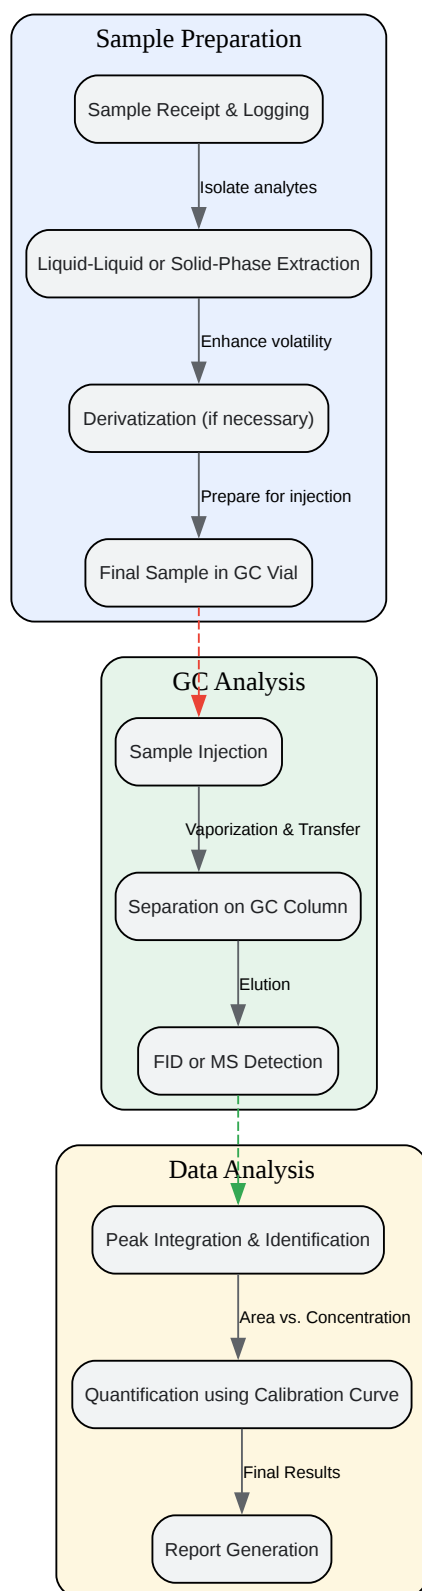 Sample Preparation
Sample Receipt & Logging
Isolate analytes
Liquid-Liquid or Solid-Phase Extraction
Enhance volatility
Derivatization (if necessary)
Prepare for injection
Final Sample in GC Vial
GC Analysis
Sample Injection
Vaporization & Transfer
Separation on GC Column
Elution
FID or MS Detection
Data Analysis
Peak Integration & Identification
Area vs. Concentration
Quantification using Calibration Curve
Final Results
Report Generation